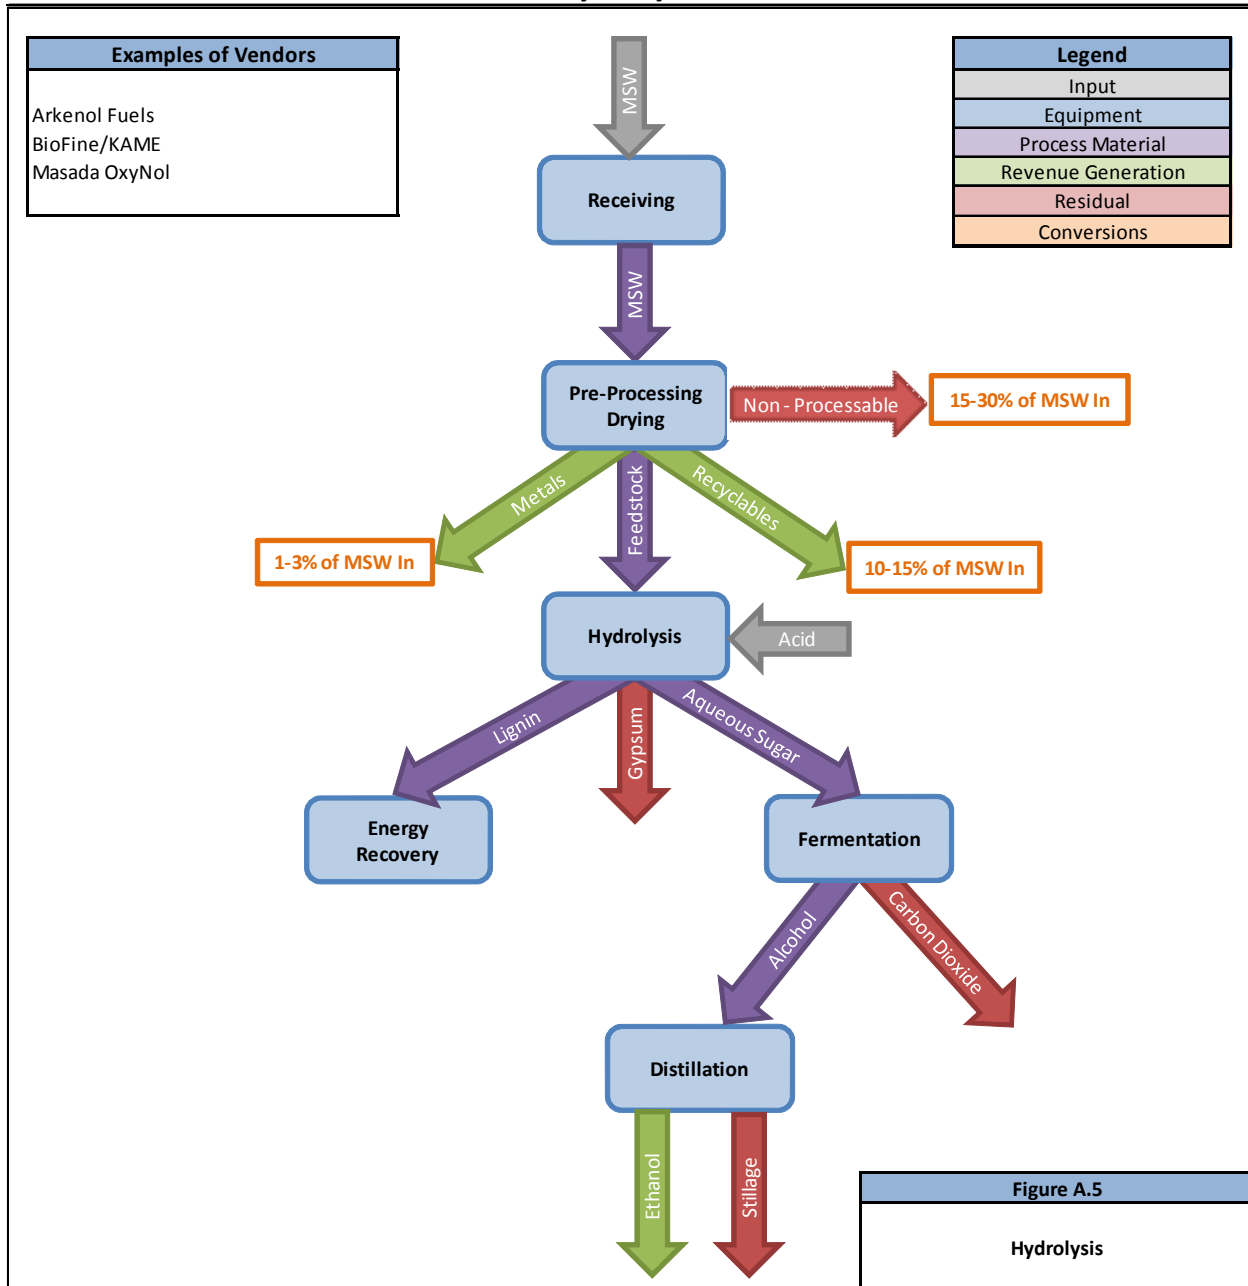 Examples of Vendors
Arkenol Fuels
BioFine/KAME
Masada OxyNol
Legend
Input
Equipment
Process Material
Revenue Generation
Residual
Conversions
MSW
Receiving
MSW
Pre-Processing
Drying
Non - Processable
15-30% of MSW In
Metals
Feedstock
Recyclables
1-3% of MSW In
10-15% of MSW In
Hydrolysis
Acid
Lignin
Gypsum
Aqueous Sugar
Energy
Recovery
Fermentation
Alcohol
Carbon Dioxide
Distillation
Ethanol
Stillage
Figure A.5
Hydrolysis